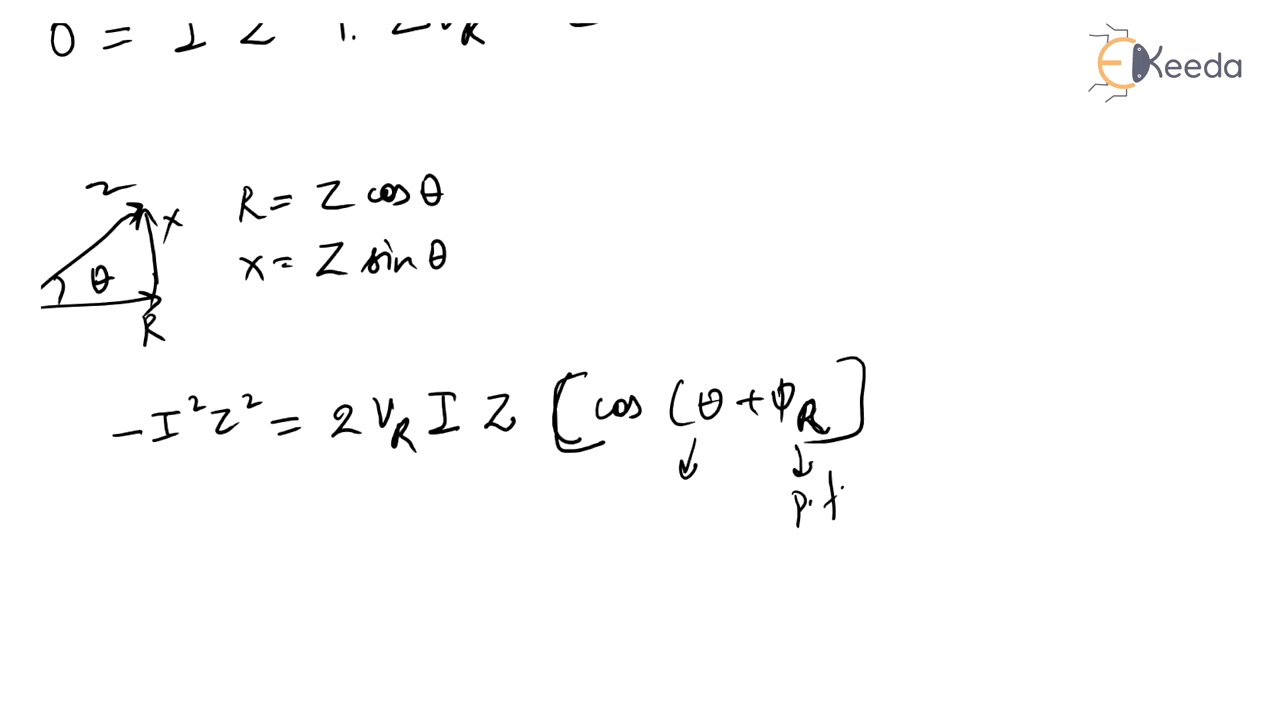 Keeda
Z
X
θ
R
R = Z cos θ
X = Z sin θ
-I²Z² = 2 V_R I Z [cos (θ + φ_R]
p.f.